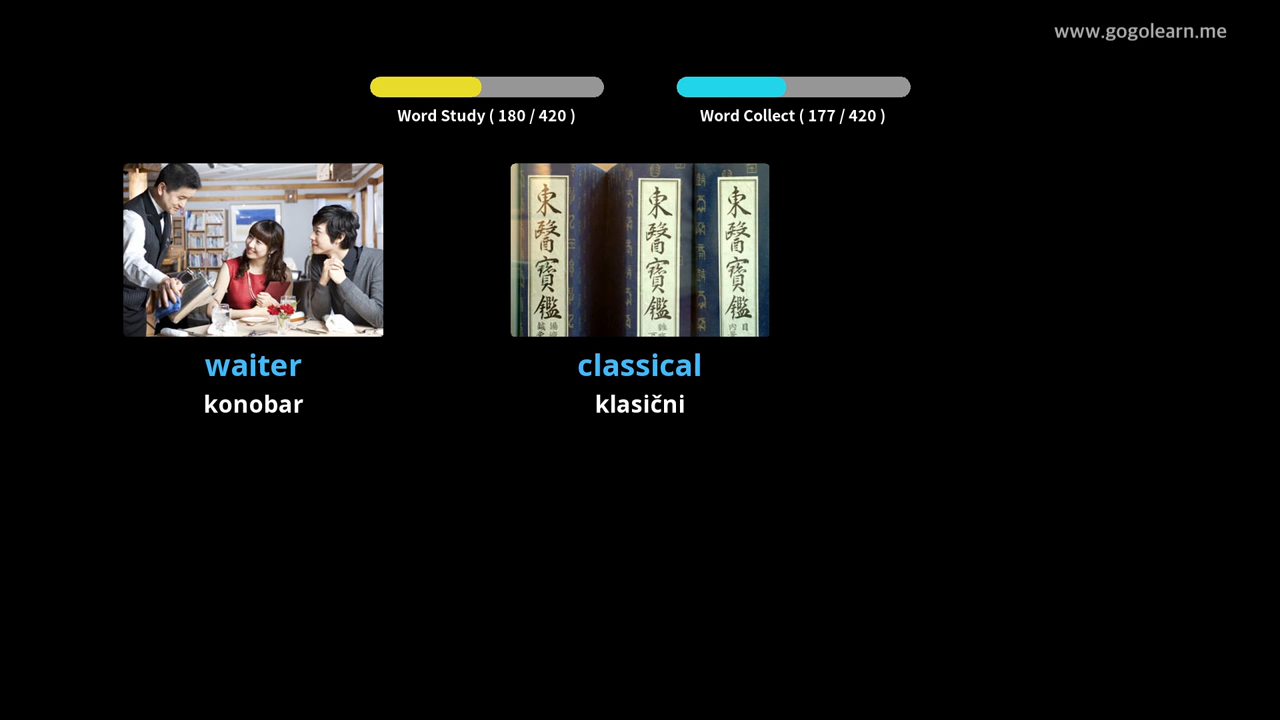 www.gogolearn.me
Word Study ( 180 / 420 )
Word Collect ( 177 / 420 )
東醫寶鑑
東醫寶鑑
東醫寶鑑
waiter
classical
konobar
klasični